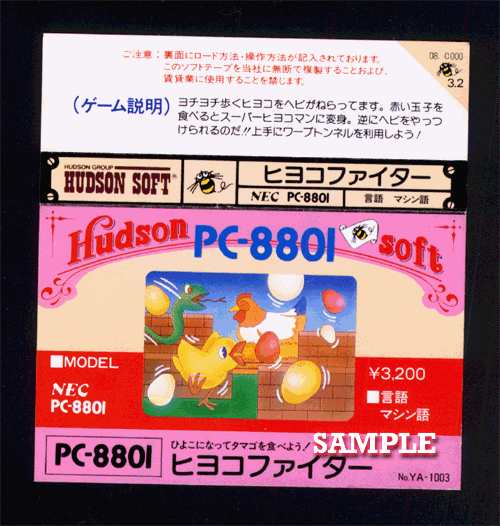 ご注意：裏面にロード方法・操作方法が記入されております。
このソフトテープを当社に無断で複製することおよび、
賃貸業に使用することを禁じます。
08. 0000
3.2
（ゲーム説明）
ヨチヨチ歩くヒヨコをヘビがねらってます。赤い玉子を
食べるとスーパーヒヨコマンに変身。逆にヘビをやっつ
けられるのだ!!上手にワープトンネルを利用しよう！
HUDSON GROUP
HUDSON SOFT®
ヒヨコファイター
NEC PC-8801
言語 マシン語
Hudson soft
PC-8801
■MODEL
NEC
PC-8801
¥3,200
■言語
マシン語
SAMPLE
PC-8801
ひよこになってタマゴを食べよう！
ヒヨコファイター
No.YA-1003